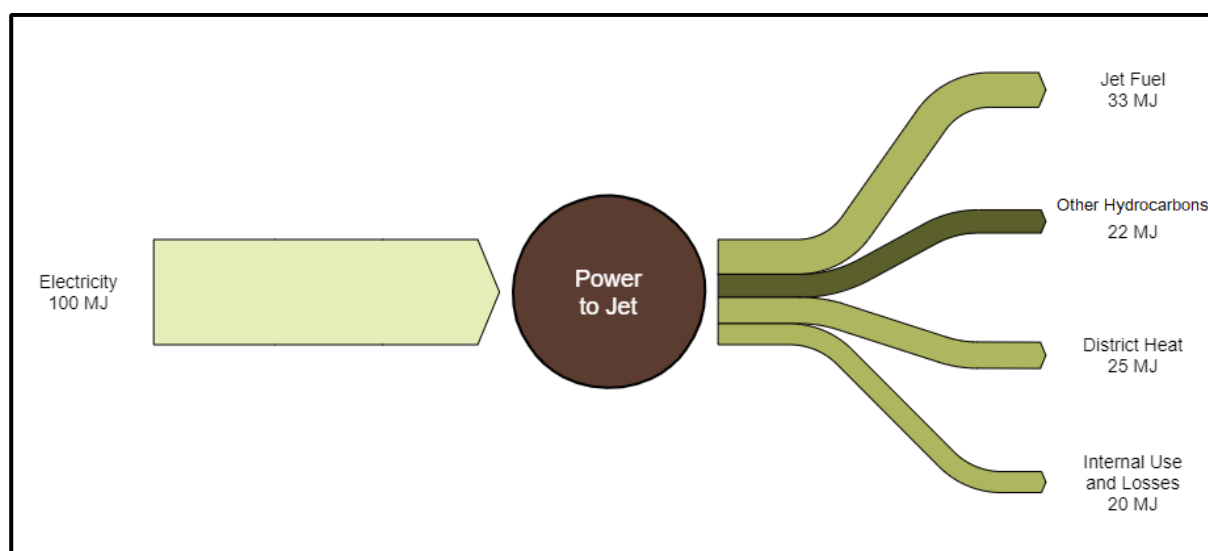 Electricity
100 MJ
Power
to Jet
Jet Fuel
33 MJ
Other Hydrocarbons
22 MJ
District Heat
25 MJ
Internal Use
and Losses
20 MJ